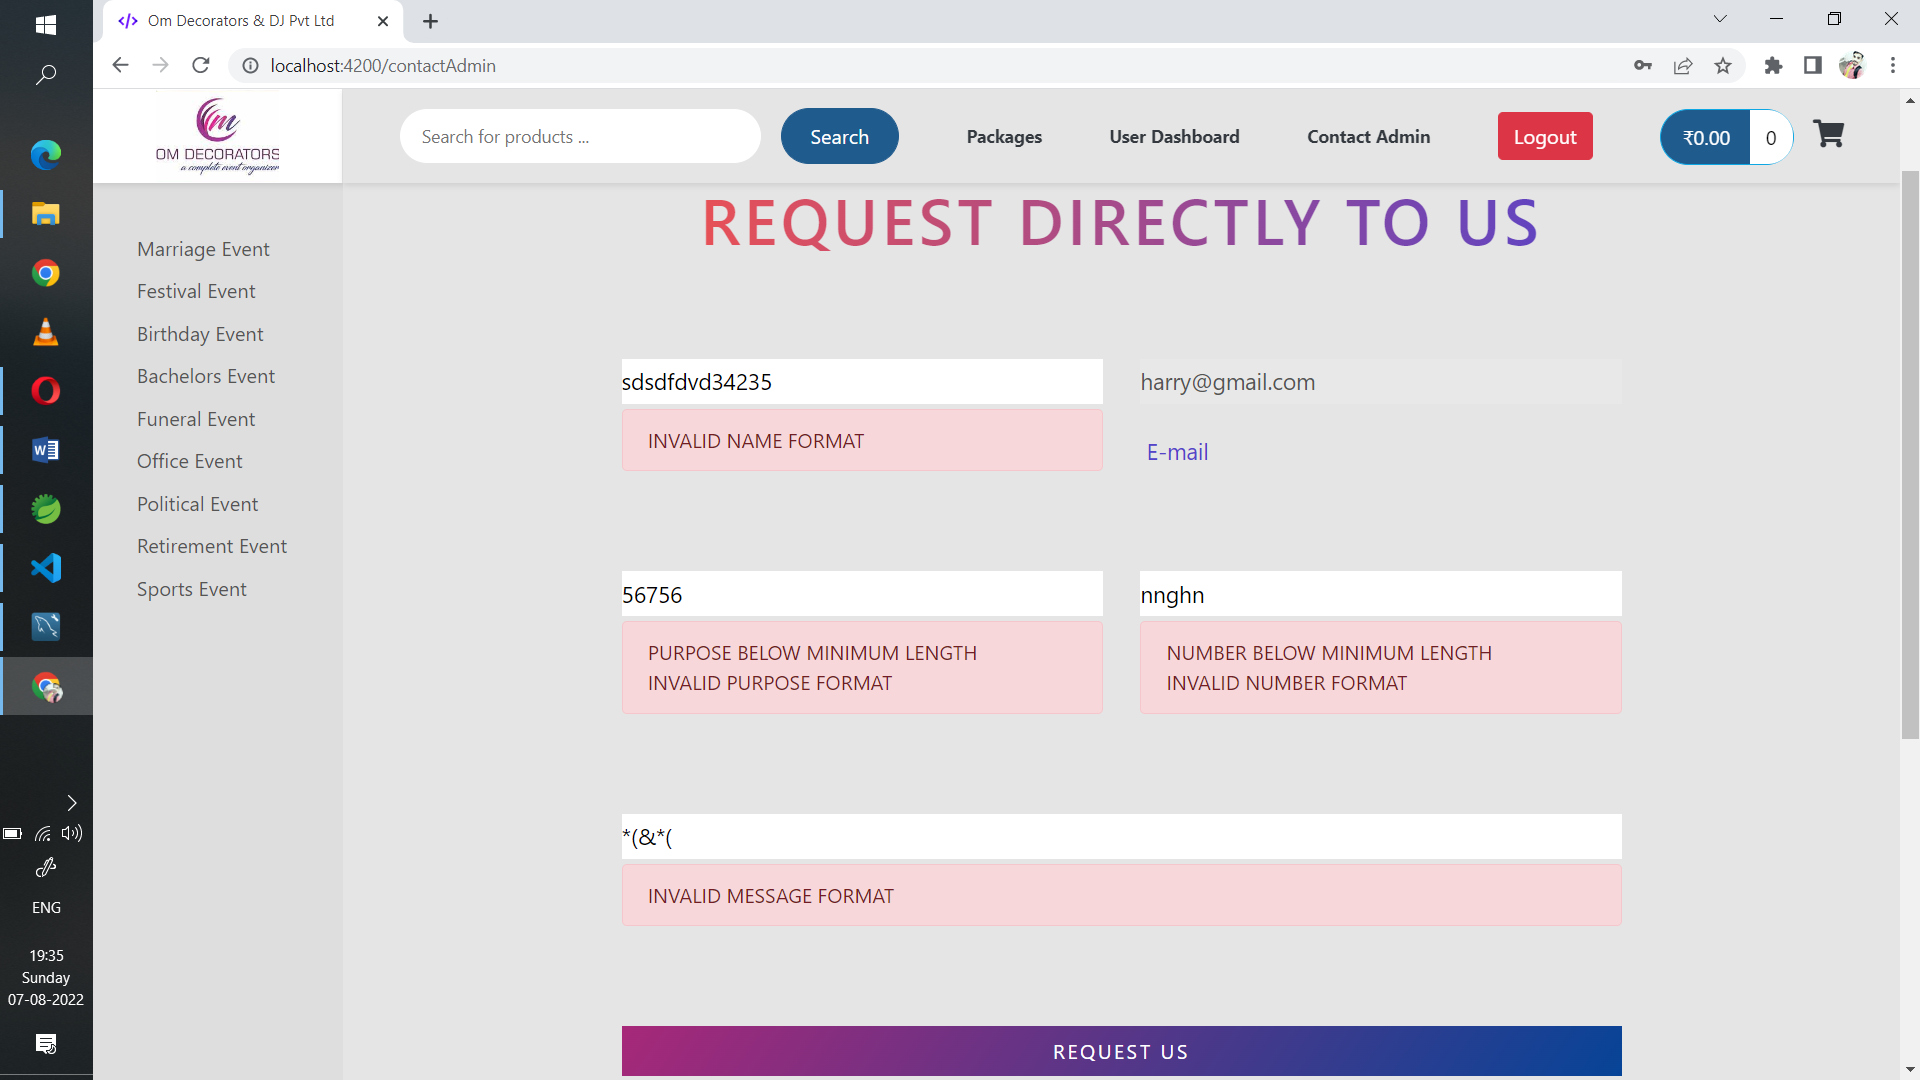 Om Decorators & DJ Pvt Ltd
localhost:4200/contactAdmin
OM DECORATORS
a complete event organizer
Search for products ...
Search
Packages
User Dashboard
Contact Admin
Logout
₹0.00
0
Marriage Event
Festival Event
Birthday Event
Bachelors Event
Funeral Event
Office Event
Political Event
Retirement Event
Sports Event
REQUEST DIRECTLY TO US
sdsdfdvd34235
INVALID NAME FORMAT
harry@gmail.com
E-mail
56756
PURPOSE BELOW MINIMUM LENGTH
INVALID PURPOSE FORMAT
nnghn
NUMBER BELOW MINIMUM LENGTH
INVALID NUMBER FORMAT
*(&*(
INVALID MESSAGE FORMAT
REQUEST US
ENG
19:35
Sunday
07-08-2022